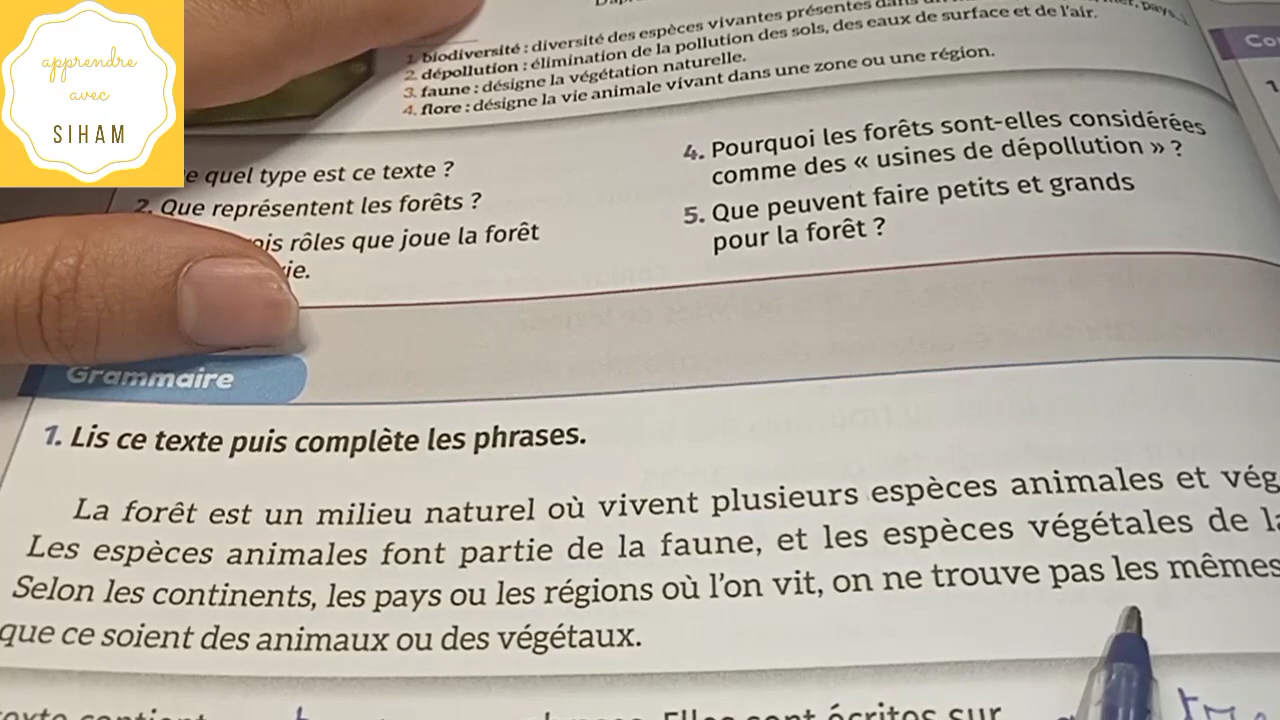 apprendre
avec
SIHAM
1. biodiversité : diversité des espèces vivantes présentes dans
2. dépollution : élimination de la pollution des sols, des eaux de surface et de l'air.
3. faune : désigne la végétation naturelle.
4. flore : désigne la vie animale vivant dans une zone ou une région.
quel type est ce texte ?
2. Que représentent les forêts ?
rôles que joue la forêt
4. Pourquoi les forêts sont-elles considérées
comme des « usines de dépollution » ?
5. Que peuvent faire petits et grands
pour la forêt ?
Grammaire
1. Lis ce texte puis complète les phrases.
La forêt est un milieu naturel où vivent plusieurs espèces animales et vég
Les espèces animales font partie de la faune, et les espèces végétales de
Selon les continents, les pays ou les régions où l'on vit, on ne trouve pas les mêmes
que ce soient des animaux ou des végétaux.
écrites sur